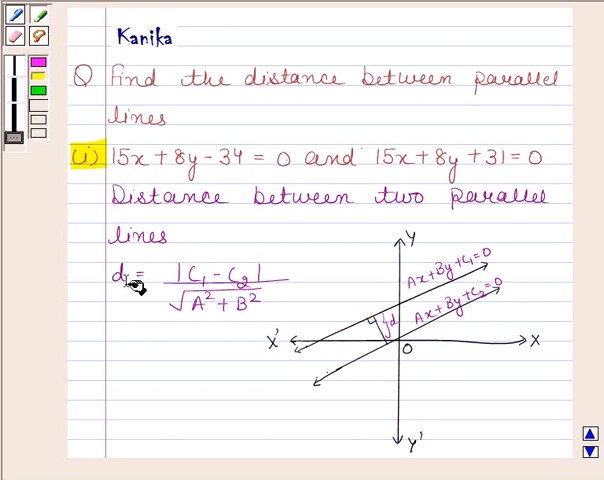 Kanika
Q Find the distance between parallel
lines
(i) 15x + 8y - 34 = 0 and 15x + 8y + 31 = 0
Distance between two parallel
lines
d = |C₁ - C₂| / √A² + B²
Y
Ax + By + C₁ = 0
Ax + By + C₂ = 0
d
X'
O
X
Y'